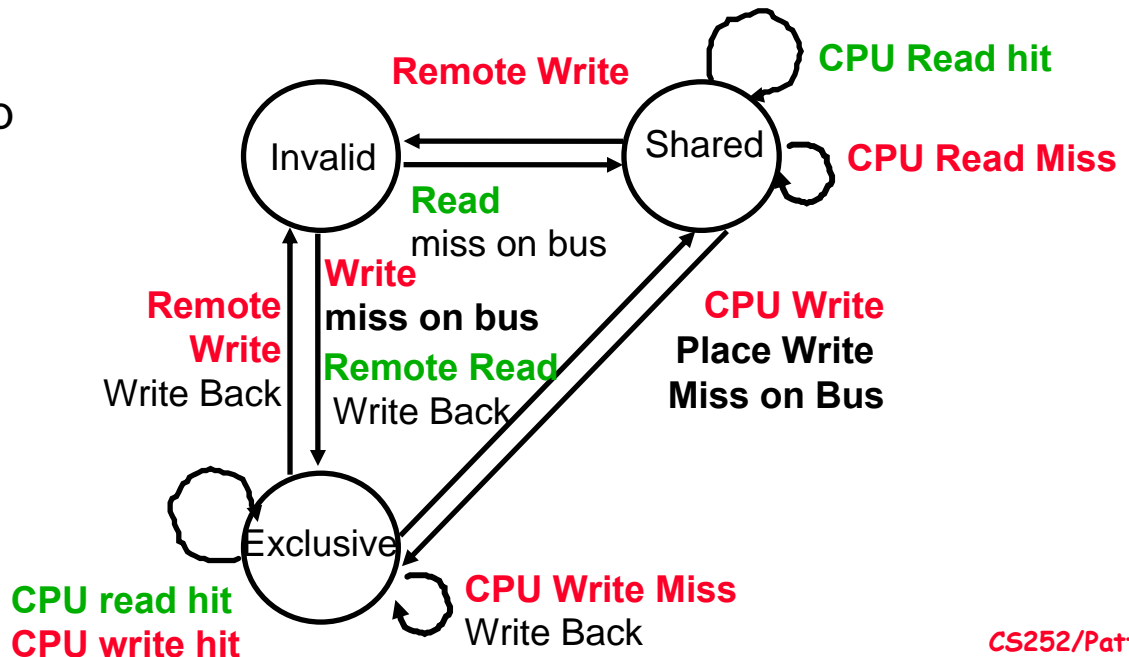 Remote Write
CPU Read hit
Invalid
Shared
CPU Read Miss
Read
miss on bus
Write
miss on bus
Remote
Write
Write Back
Remote Read
Write Back
CPU Write
Place Write
Miss on Bus
Exclusive
CPU read hit
CPU write hit
CPU Write Miss
Write Back
CS252/Pat